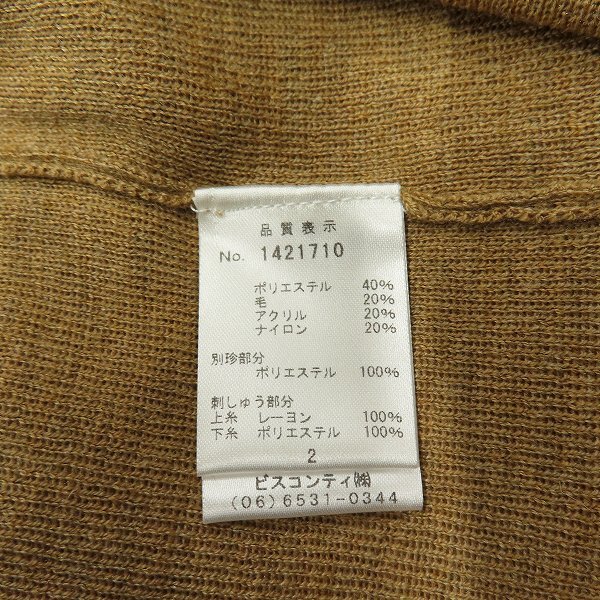 品質表示
No. 1421710
ポリエステル 40%
毛 20%
アクリル 20%
ナイロン 20%
別珍部分
ポリエステル 100%
刺しゅう部分
上糸 レーヨン 100%
下糸 ポリエステル 100%
2
ビスコンティ㈱
(06)6531-0344